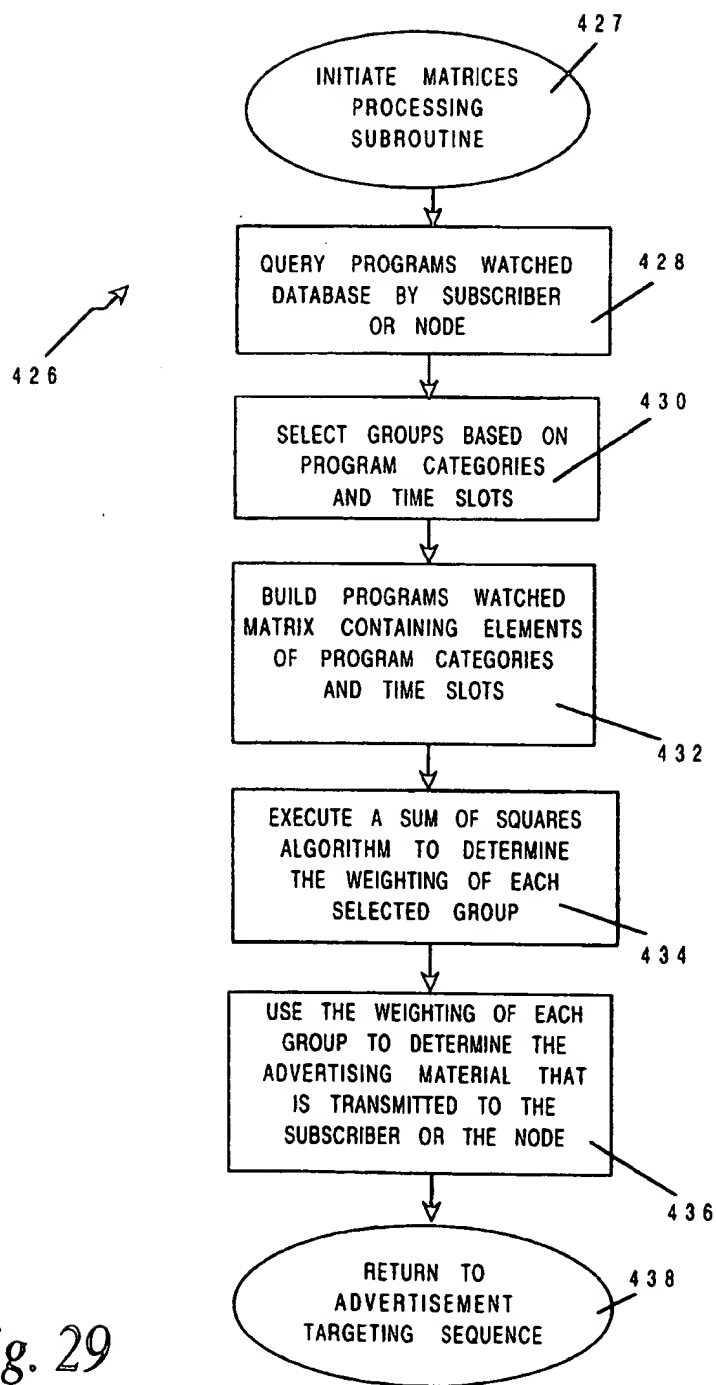 427
INITIATE MATRICES
PROCESSING
SUBROUTINE
QUERY PROGRAMS WATCHED
DATABASE BY SUBSCRIBER
OR NODE
428
426
430
SELECT GROUPS BASED ON
PROGRAM CATEGORIES
AND TIME SLOTS
BUILD PROGRAMS WATCHED
MATRIX CONTAINING ELEMENTS
OF PROGRAM CATEGORIES
AND TIME SLOTS
432
EXECUTE A SUM OF SQUARES
ALGORITHM TO DETERMINE
THE WEIGHTING OF EACH
SELECTED GROUP
434
USE THE WEIGHTING OF EACH
GROUP TO DETERMINE THE
ADVERTISING MATERIAL THAT
IS TRANSMITTED TO THE
SUBSCRIBER OR THE NODE
436
RETURN TO
ADVERTISEMENT
TARGETING SEQUENCE
438
g. 29